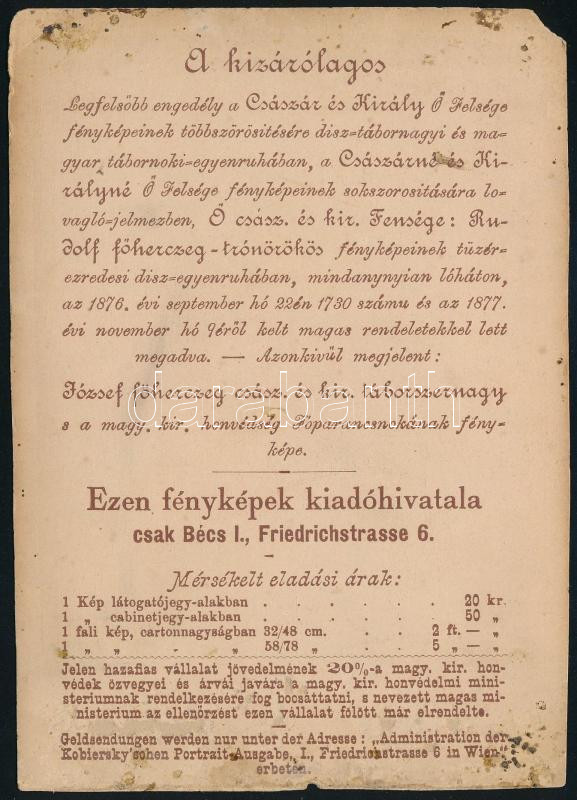 A kizárólagos
Legfelsöbb engedély a Császár és Király Ő Felsége
fényképeinek többszörösitésére disz=tábornagyi és ma=
gyar tábornoki=egyenruhában, a Császárné és Ki-
rályné Ő Felsége fényképeinek sokszorositására lo=
vagló=jelmezben, Ő csász. és kir. Fensége: Ru-
dolf főherczeg-trónörökös fényképeinek tüzér=
ezredesi disz=egyenruhában, mindanynyian lóháton,
az 1876. évi september hó 22én 1730 számu és az 1877.
évi november hó 9éről kelt magas rendeletekkel lett
megadva. — Azonkivül megjelent:
József főherczeg csász. és kir. táborszernagy
s a magy. kir. honvédség Főparancsnokának fény-
képe.
darabanth
Ezen fényképek kiadóhivatala
csak Bécs I., Friedrichstrasse 6.
Mérsékelt eladási árak:
1 Kép látogatójegy-alakban . . . . . . 20 kr.
1 „ cabinetjegy-alakban . . . . . . 50 „
1 fali kép, cartonnagyságban 32/48 cm. . . 2 ft. — „
1 „ „ „ 58/78 „ . . 5 „ — „
Jelen hazafias vállalat jövedelmének 20%-a magy. kir. hon-
védek özvegyei és árvái javára a magy. kir. honvédelmi mini-
steriumnak rendelkezésére fog bocsáttatni, s nevezett magas mi-
nisterium az ellenőrzést ezen vállalat fölött már elrendelte.
Geldsendungen werden nur unter der Adresse: „Administration der
Kobiersky'schen Portrait-Ausgabe„ I., Friedrichstrasse 6 in Wien"
erbeten.